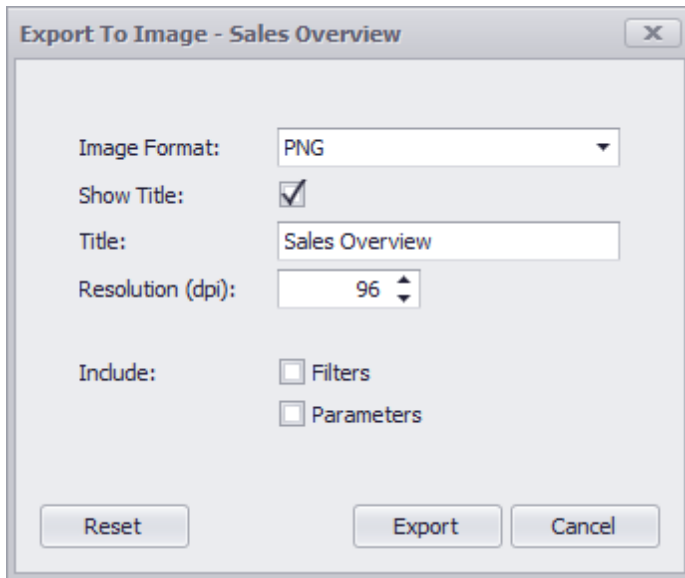 Export To Image - Sales Overview
Image Format: PNG
Show Title:
Title: Sales Overview
Resolution (dpi): 96
Include: Filters
Parameters
Reset Export Cancel